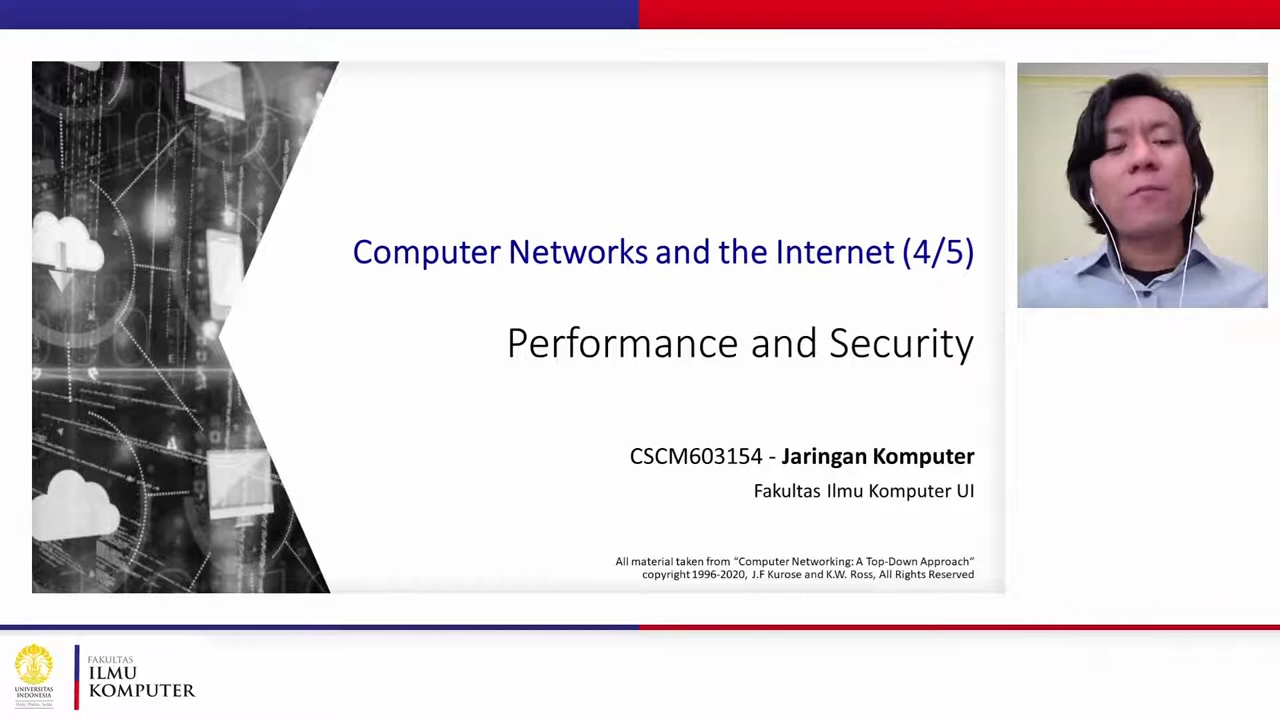 Computer Networks and the Internet (4/5)
Performance and Security
CSCM603154 - Jaringan Komputer
Fakultas Ilmu Komputer UI
All material taken from “Computer Networking: A Top-Down Approach”
copyright 1996-2020, J.F Kurose and K.W. Ross, All Rights Reserved
UNIVERSITAS
INDONESIA
FAKULTAS
ILMU
KOMPUTER